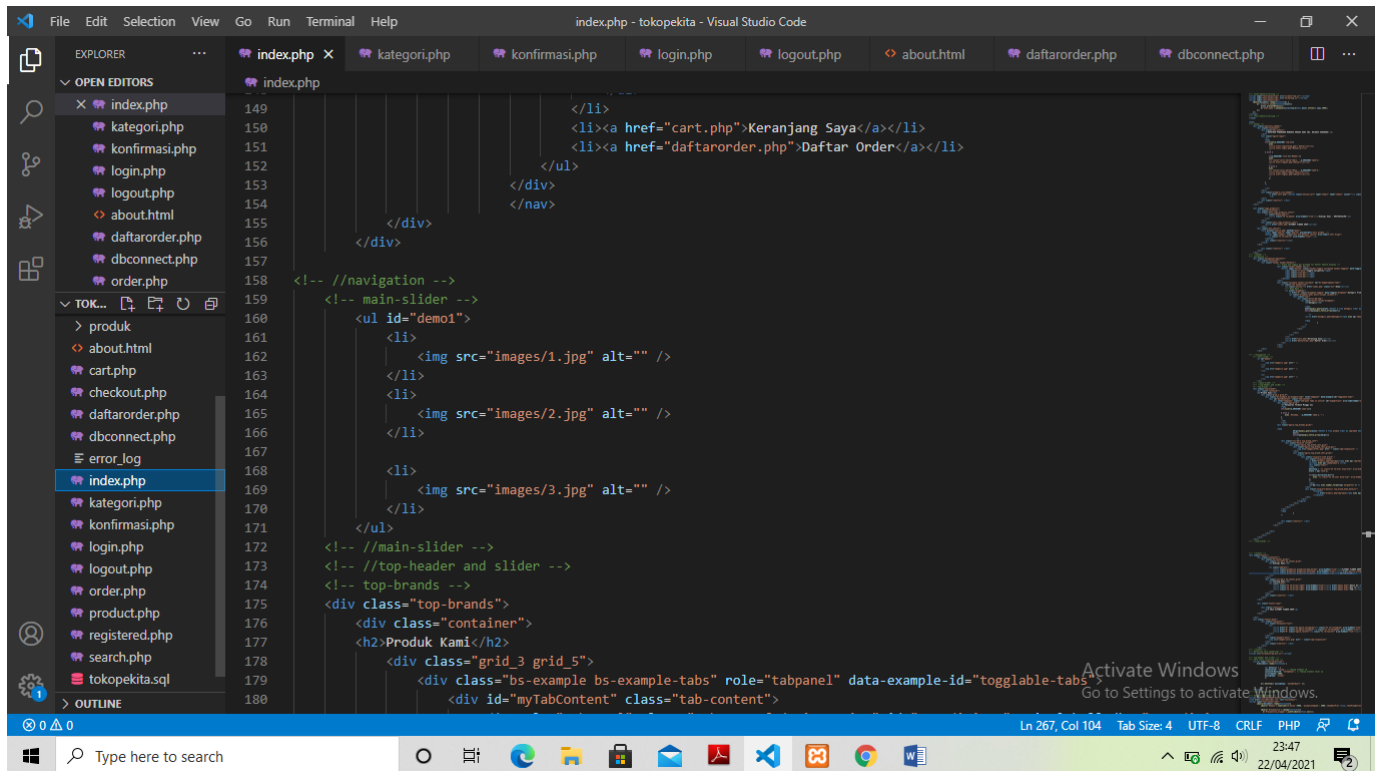 File Edit Selection View Go Run Terminal Help
index.php - tokopekita - Visual Studio Code
EXPLORER
OPEN EDITORS
index.php
kategori.php
konfirmasi.php
login.php
logout.php
about.html
daftarorder.php
dbconnect.php
order.php
TOK...
produk
about.html
cart.php
checkout.php
daftarorder.php
dbconnect.php
error_log
index.php
kategori.php
konfirmasi.php
login.php
logout.php
order.php
product.php
registered.php
search.php
tokopekita.sql
OUTLINE
index.php kategori.php konfirmasi.php login.php logout.php about.html daftarorder.php dbconnect.php
index.php
149 </li>
150 <li><a href="cart.php">Keranjang Saya</a></li>
151 <li><a href="daftarorder.php">Daftar Order</a></li>
152 </ul>
153 </div>
154 </nav>
155 </div>
156 </div>
157
158 <!-- //navigation -->
159 <!-- main-slider -->
160 <ul id="demo1">
161 <li>
162 <img src="images/1.jpg" alt="" />
163 </li>
164 <li>
165 <img src="images/2.jpg" alt="" />
166 </li>
167
168 <li>
169 <img src="images/3.jpg" alt="" />
170 </li>
171 </ul>
172 <!-- //main-slider -->
173 <!-- //top-header and slider -->
174 <!-- top-brands -->
175 <div class="top-brands">
176 <div class="container">
177 <h2>Produk Kami</h2>
178 <div class="grid_3 grid_5">
179 <div class="bs-example bs-example-tabs" role="tabpanel" data-example-id="togglable-tabs">
180 <div id="myTabContent" class="tab-content">
Activate Windows
Go to Settings to activate Windows.
1
0 0
Ln 267, Col 104 Tab Size: 4 UTF-8 CRLF PHP
Type here to search
23:47
22/04/2021
2